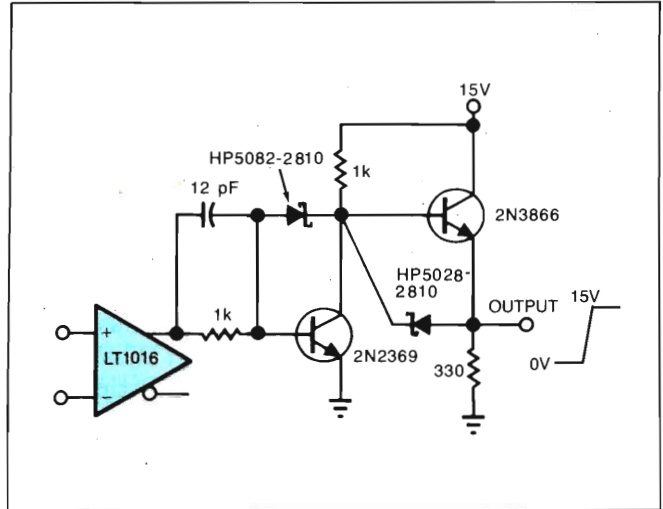 15V
HP5082-2810
12 pF
1k
2N3866
HP5028-
2810
OUTPUT
15V
1k
+
LT1016
−
2N2369
330
0V